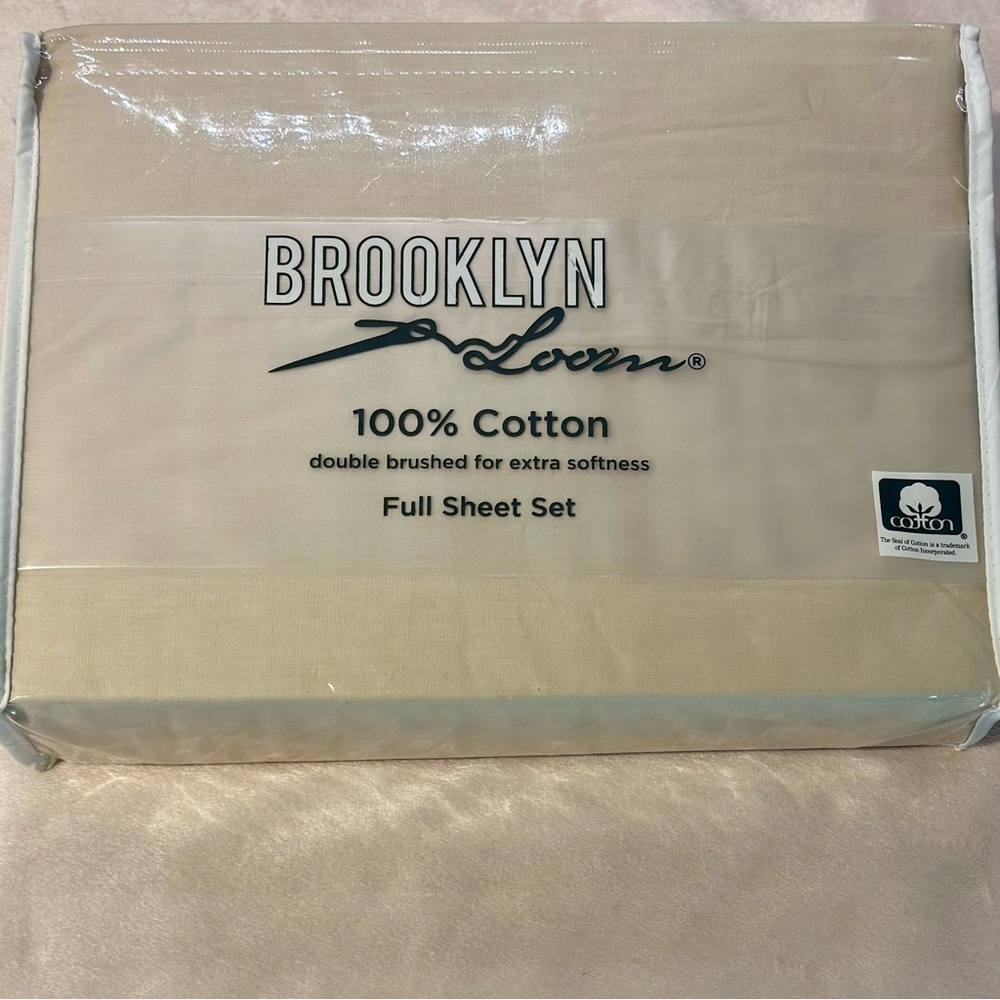 BROOKLYN
Loom®
100% Cotton
double brushed for extra softness
Full Sheet Set
cotton®
The Seal of Cotton is a trademark
of Cotton Incorporated.